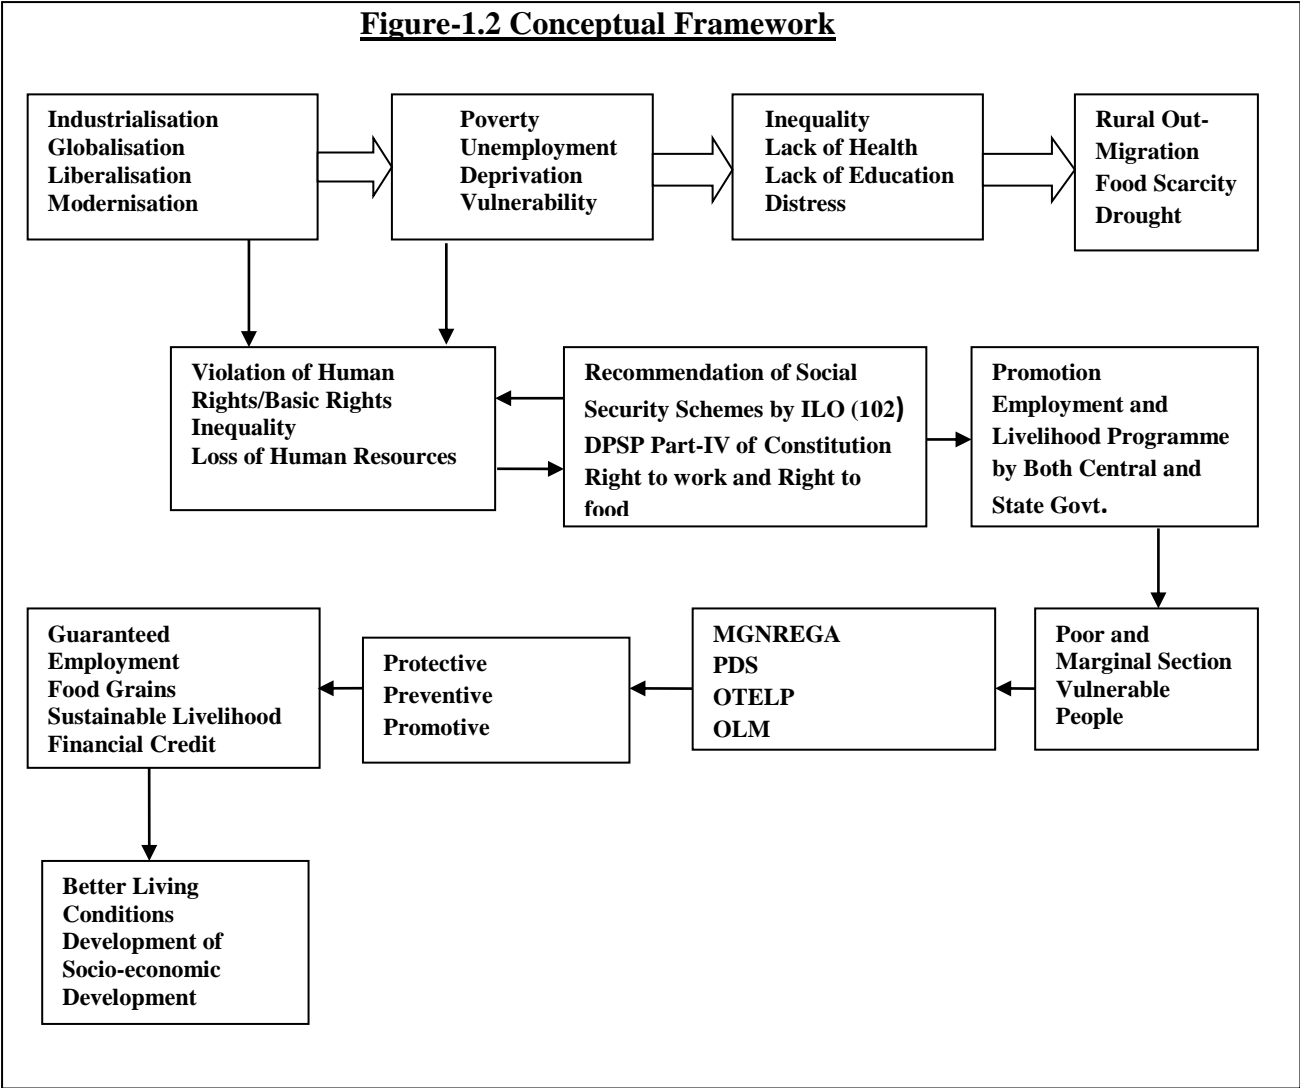 Figure-1.2 Conceptual Framework
Industrialisation
Globalisation
Liberalisation
Modernisation
Poverty
Unemployment
Deprivation
Vulnerability
Inequality
Lack of Health
Lack of Education
Distress
Rural Out-
Migration
Food Scarcity
Drought
Violation of Human
Rights/Basic Rights
Inequality
Loss of Human Resources
Recommendation of Social
Security Schemes by ILO (102)
DPSP Part-IV of Constitution
Right to work and Right to
food
Promotion
Employment and
Livelihood Programme
by Both Central and
State Govt.
Guaranteed
Employment
Food Grains
Sustainable Livelihood
Financial Credit
Protective
Preventive
Promotive
MGNREGA
PDS
OTELP
OLM
Poor and
Marginal Section
Vulnerable
People
Better Living
Conditions
Development of
Socio-economic
Development